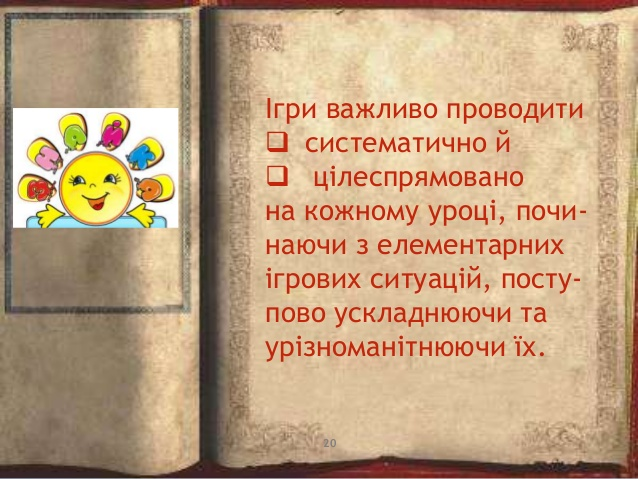 Ігри важливо проводити
❑ систематично й
❑ цілеспрямовано
на кожному уроці, почи-
наючи з елементарних
ігрових ситуацій, посту-
пово ускладнюючи та
урізноманітнюючи їх.
20